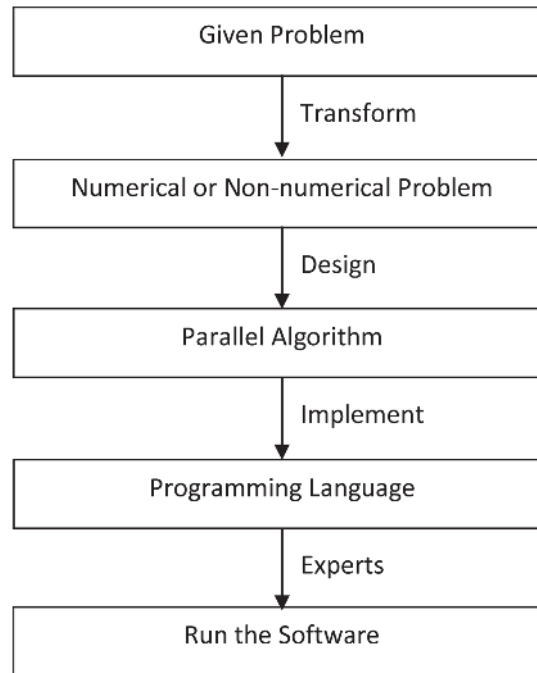 Given Problem
Transform
Numerical or Non-numerical Problem
Design
Parallel Algorithm
Implement
Programming Language
Experts
Run the Software